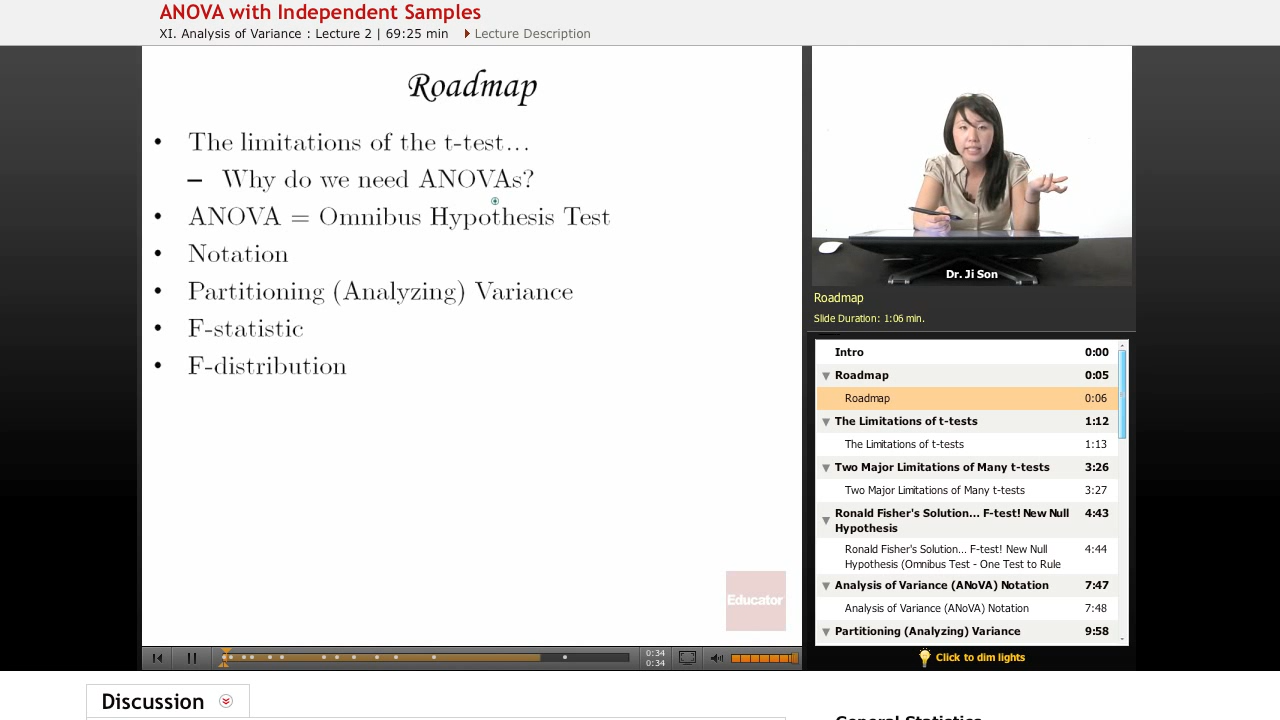 ANOVA with Independent Samples
XI. Analysis of Variance : Lecture 2 | 69:25 min Lecture Description
Roadmap
• The limitations of the t-test...
– Why do we need ANOVAs?
• ANOVA = Omnibus Hypothesis Test
• Notation
• Partitioning (Analyzing) Variance
• F-statistic
• F-distribution
Educator
0:34
0:34
Dr. Ji Son
Roadmap
Slide Duration: 1:06 min.
Intro 0:00
Roadmap 0:05
Roadmap 0:06
The Limitations of t-tests 1:12
The Limitations of t-tests 1:13
Two Major Limitations of Many t-tests 3:26
Two Major Limitations of Many t-tests 3:27
Ronald Fisher's Solution... F-test! New Null 4:43
Hypothesis
Ronald Fisher's Solution... F-test! New Null 4:44
Hypothesis (Omnibus Test - One Test to Rule
Analysis of Variance (ANoVA) Notation 7:47
Analysis of Variance (ANoVA) Notation 7:48
Partitioning (Analyzing) Variance 9:58
Click to dim lights
Discussion
General Statistics